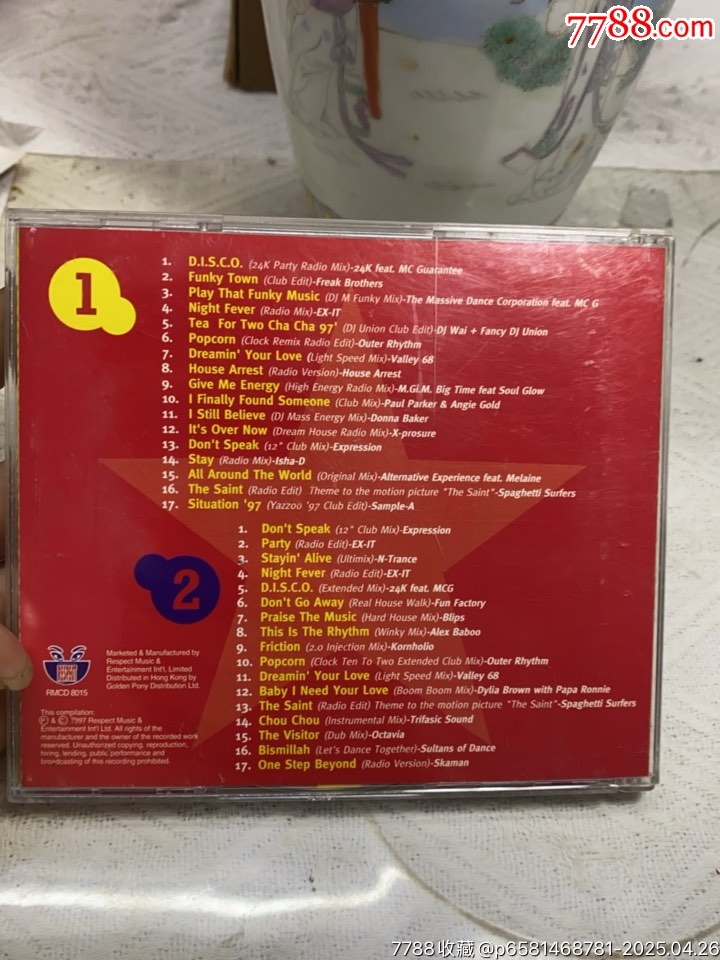 7788.com
1
1. D.I.S.C.O. (24K Party Radio Mix)-24K feat. MC Guarantee
2. Funky Town (Club Edit)-Freak Brothers
3. Play That Funky Music (DJ M Funky Mix)-The Massive Dance Corporation feat. MC G
4. Night Fever (Radio Mix)-EX-IT
5. Tea For Two Cha Cha 97' (DJ Union Club Edit)-DJ Wai + Fancy DJ Union
6. Popcorn (Clock Remix Radio Edit)-Outer Rhythm
7. Dreamin' Your Love (Light Speed Mix)-Valley 68
8. House Arrest (Radio Version)-House Arrest
9. Give Me Energy (High Energy Radio Mix)-M.Gi.M. Big Time feat Soul Glow
10. I Finally Found Someone (Club Mix)-Paul Parker & Angie Gold
11. I Still Believe (DJ Mass Energy Mix)-Donna Baker
12. It's Over Now (Dream House Radio Mix)-X-prosure
13. Don't Speak (12" Club Mix)-Expression
14. Stay (Radio Mix)-Isha-D
15. All Around The World (Original Mix)-Alternative Experience feat. Melaine
16. The Saint (Radio Edit) Theme to the motion picture "The Saint"-Spaghetti Surfers
17. Situation '97 (Yazzoo '97 Club Edit)-Sample-A
2
1. Don't Speak (12" Club Mix)-Expression
2. Party (Radio Edit)-EX-IT
3. Stayin' Alive (Ultimix)-N-Trance
4. Night Fever (Radio Edit)-EX-IT
5. D.I.S.C.O. (Extended Mix)-24K feat. MCG
6. Don't Go Away (Real House Walk)-Fun Factory
7. Praise The Music (Hard House Mix)-Blips
8. This Is The Rhythm (Winky Mix)-Alex Baboo
9. Friction (2.0 Injection Mix)-Kornholio
10. Popcorn (Clock Ten To Two Extended Club Mix)-Outer Rhythm
11. Dreamin' Your Love (Light Speed Mix)-Valley 68
12. Baby I Need Your Love (Boom Boom Mix)-Dylia Brown with Papa Ronnie
13. The Saint (Radio Edit) Theme to the motion picture "The Saint"-Spaghetti Surfers
14. Chou Chou (Instrumental Mix)-Trifasic Sound
15. The Visitor (Dub Mix)-Octavia
16. Bismillah (Let's Dance Together)-Sultans of Dance
17. One Step Beyond (Radio Version)-Skaman
RMCD 8015
Marketed & Manufactured by
Respect Music &
Entertainment Int'l. Limited
Distributed in Hong Kong by
Golden Pony Distribution Ltd.
This compilation:
℗ & © 1997 Respect Music &
Entertainment Int'l Ltd. All rights of the
manufacturer and the owner of the recorded work
reserved. Unauthorized copying, reproduction,
hiring, lending, public performance and
broadcasting of this recording prohibited.
7788收藏@p6581468781-2025.04.26